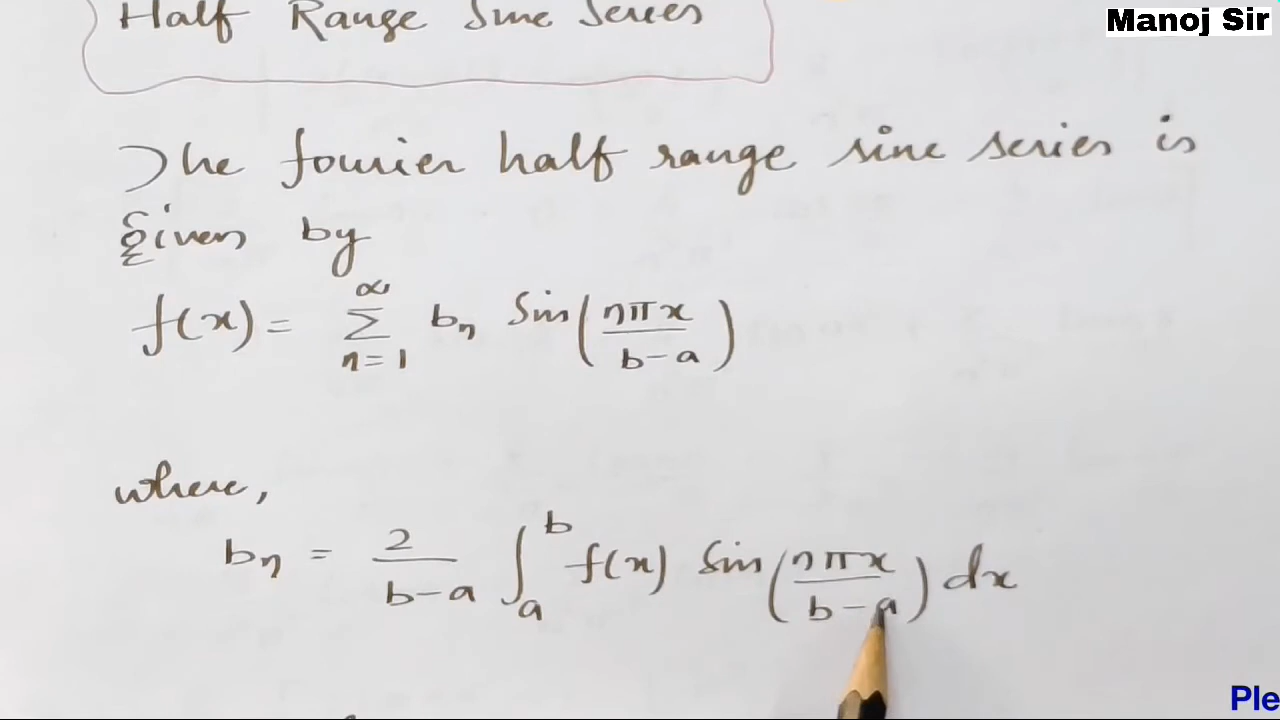 Half Range Sine Series
Manoj Sir
The fourier half range sine series is
given by
f(x) = ∑_{n=1}^{∞} b_n Sin(nπx / b-a)
where,
b_n = 2 / b-a ∫_a^b f(x) Sin(nπx / b-a) dx
Ple